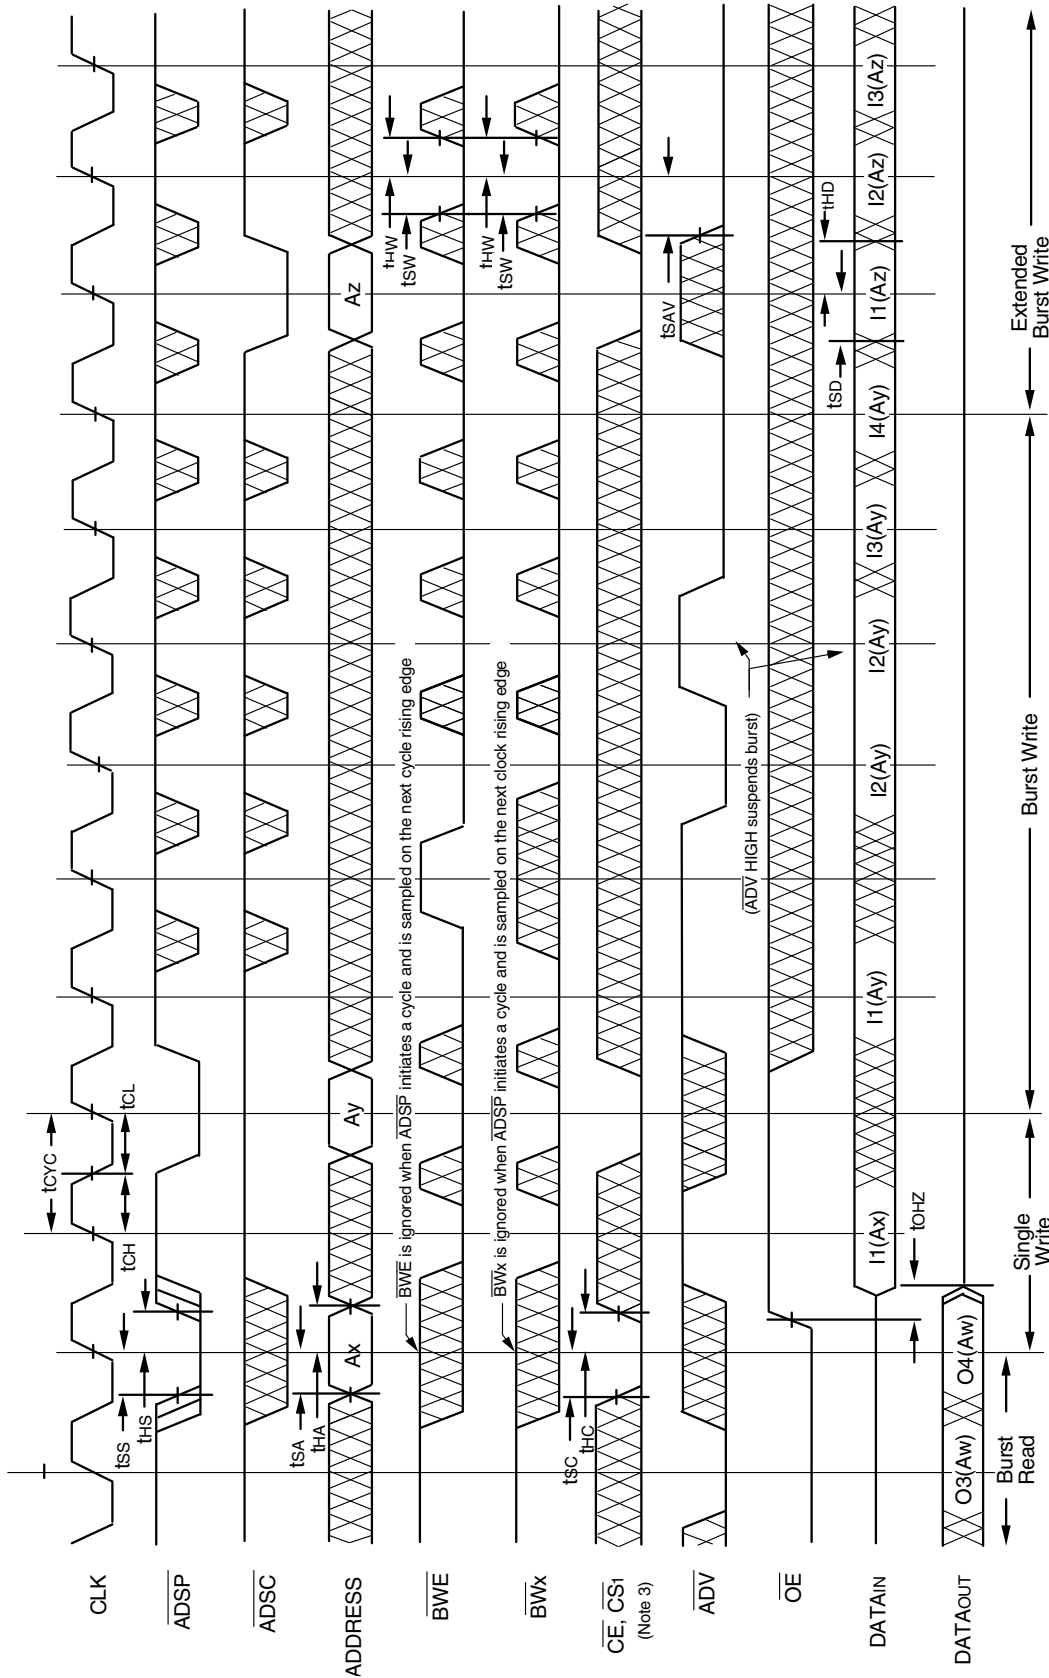 CLK
tCYC
tCH
tCL
ADSP
tSS
tHS
ADSC
ADDRESS
Ax
Ay
Az
tSA
tHA
BWE
BWE is ignored when ADSP initiates a cycle and is sampled on the next cycle rising edge
tHW
tSW
BWx
BWx is ignored when ADSP initiates a cycle and is sampled on the next clock rising edge
tHW
tSW
CE, CS1
(Note 3)
tSC
tHC
ADV
tSAV
(ADV HIGH suspends burst)
OE
DATAIN
I1(Ax)
I1(Ay)
I2(Ay)
I2(Ay)
I3(Ay)
I4(Ay)
I1(Az)
I2(Az)
I3(Az)
tSD
tHD
tOHZ
DATAOUT
O3(Aw)
O4(Aw)
Burst
Read
Single
Write
Burst Write
Extended
Burst Write